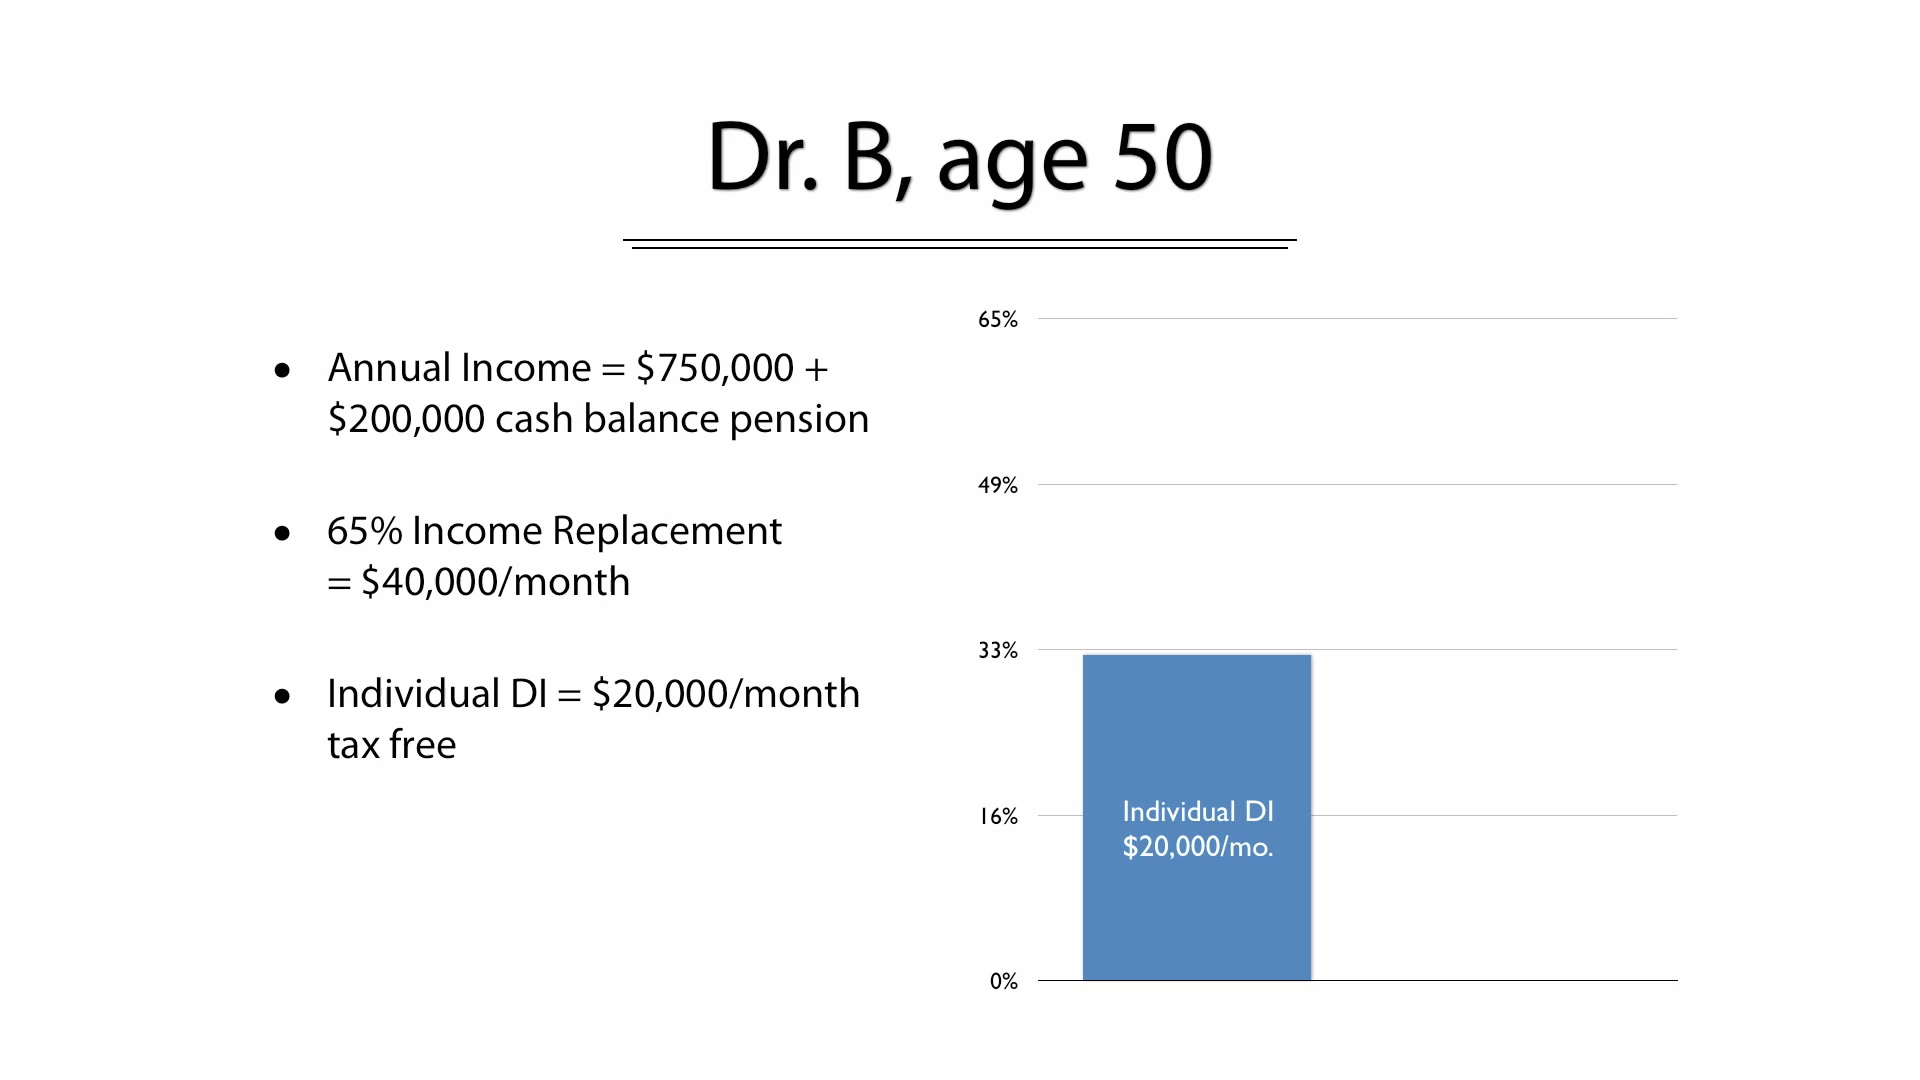 Dr. B, age 50
• Annual Income = $750,000 +
$200,000 cash balance pension
• 65% Income Replacement
= $40,000/month
• Individual DI = $20,000/month
tax free
65%
49%
33%
16%
0%
Individual DI
$20,000/mo.